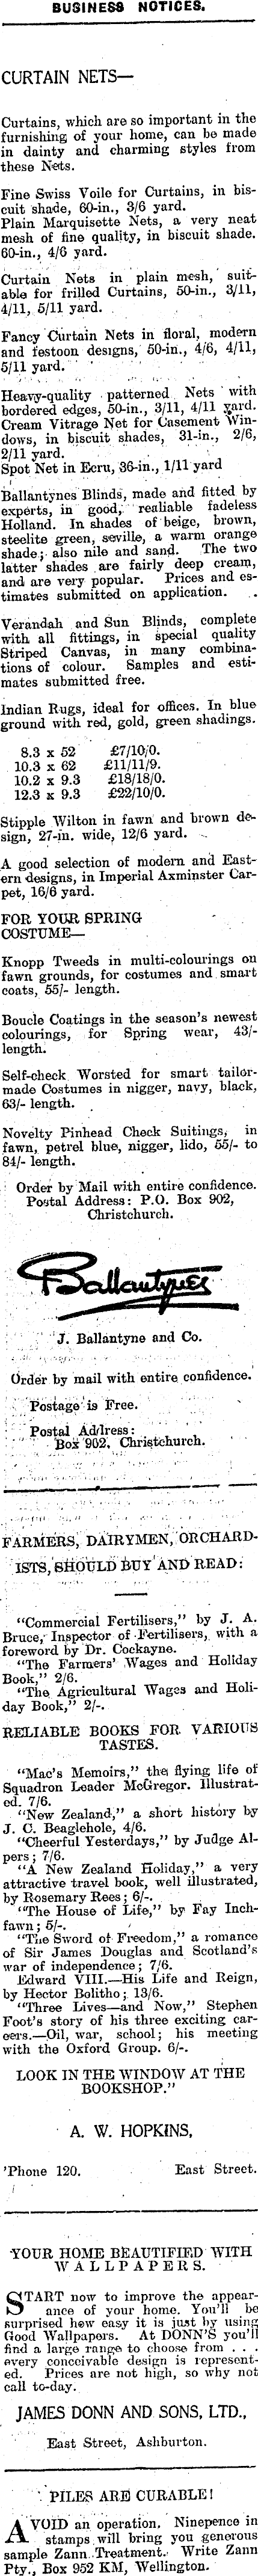 BUSINESS NOTICES.
CURTAIN NETS—
Curtains, which are so important in the
furnishing of your home, can be made
in dainty and charming styles from
these Nets.
Fine Swiss Voile for Curtains, in bis-
cuit shade, 60-in., 3/6 yard.
Plain Marquisette Nets, a very neat
mesh of fine quality, in biscuit shade.
60-in., 4/6 yard.
Curtain Nets in plain mesh, suit-
able for frilled Curtains, 50-in., 3/11,
4/11, 5/11 yard.
Fancy Curtain Nets in floral, modern
and festoon designs, 50-in., 4/6, 4/11,
5/11 yard.
Heavy-quality patterned Nets with
bordered edges, 50-in., 3/11, 4/11 yard.
Cream Vitrage Net for Casement Win-
dows, in biscuit shades, 31-in., 2/6,
2/11 yard.
Spot Net in Ecru, 36-in., 1/11 yard
Ballantynes Blinds, made and fitted by
experts, in good, realiable fadeless
Holland. In shades of beige, brown,
steelite green, seville, a warm orange
shade; also nile and sand. The two
latter shades are fairly deep cream,
and are very popular. Prices and es-
timates submitted on application.
Verandah and Sun Blinds, complete
with all fittings, in special quality
Striped Canvas, in many combina-
tions of colour. Samples and esti-
mates submitted free.
Indian Rugs, ideal for offices. In blue
ground with red, gold, green shadings.
8.3 x 52 £7/10/0.
10.3 x 62 £11/11/9.
10.2 x 9.3 £18/18/0.
12.3 x 9.3 £22/10/0.
Stipple Wilton in fawn and brown de-
sign, 27-in. wide, 12/6 yard.
A good selection of modern and East-
ern designs, in Imperial Axminster Car-
pet, 16/6 yard.
FOR YOUR SPRING
COSTUME—
Knopp Tweeds in multi-colourings on
fawn grounds, for costumes and smart
coats, 55/- length.
Boucle Coatings in the season's newest
colourings, for Spring wear, 43/-
length.
Self-check Worsted for smart tailor-
made Costumes in nigger, navy, black,
63/- length.
Novelty Pinhead Check Suitings, in
fawn, petrel blue, nigger, lido, 55/- to
84/- length.
Order by Mail with entire confidence.
Postal Address: P.O. Box 902,
Christchurch.
Ballantynes
J. Ballantyne and Co.
Order by mail with entire confidence.
Postage is Free.
Postal Address:
Box 902, Christchurch.
FARMERS, DAIRYMEN, ORCHARD-
ISTS, SHOULD BUY AND READ:
"Commercial Fertilisers," by J. A.
Bruce, Inspector of Fertilisers, with a
foreword by Dr. Cockayne.
"The Farmers' Wages and Holiday
Book," 2/6.
"The Agricultural Wages and Holi-
day Book," 2/-.
RELIABLE BOOKS FOR VARIOUS
TASTES.
"Mac's Memoirs," the flying life of
Squadron Leader McGregor. Illustrat-
ed. 7/6.
"New Zealand," a short history by
J. C. Beaglehole, 4/6.
"Cheerful Yesterdays," by Judge Al-
pers; 7/6.
"A New Zealand Holiday," a very
attractive travel book, well illustrated,
by Rosemary Rees; 6/-.
"The House of Life," by Fay Inch-
fawn; 5/-.
"The Sword of Freedom," a romance
of Sir James Douglas and Scotland's
war of independence; 7/6.
Edward VIII.—His Life and Reign,
by Hector Bolitho; 13/6.
"Three Lives—and Now," Stephen
Foot's story of his three exciting car-
eers.—Oil, war, school; his meeting
with the Oxford Group. 6/-.
LOOK IN THE WINDOW AT THE
BOOKSHOP."
A. W. HOPKINS,
'Phone 120. East Street.
YOUR HOME BEAUTIFIED WITH
WALLPAPERS.
START now to improve the appear-
ance of your home. You'll be
surprised how easy it is just by using
Good Wallpapers. At DONN'S you'll
find a large range to choose from . . .
every conceivable design is represent-
ed. Prices are not high, so why not
call to-day.
JAMES DONN AND SONS, LTD.,
East Street, Ashburton.
PILES ARE CURABLE!
AVOID an operation. Ninepence in
stamps will bring you generous
sample Zann Treatment. Write Zann
Pty., Box 952 KM, Wellington.